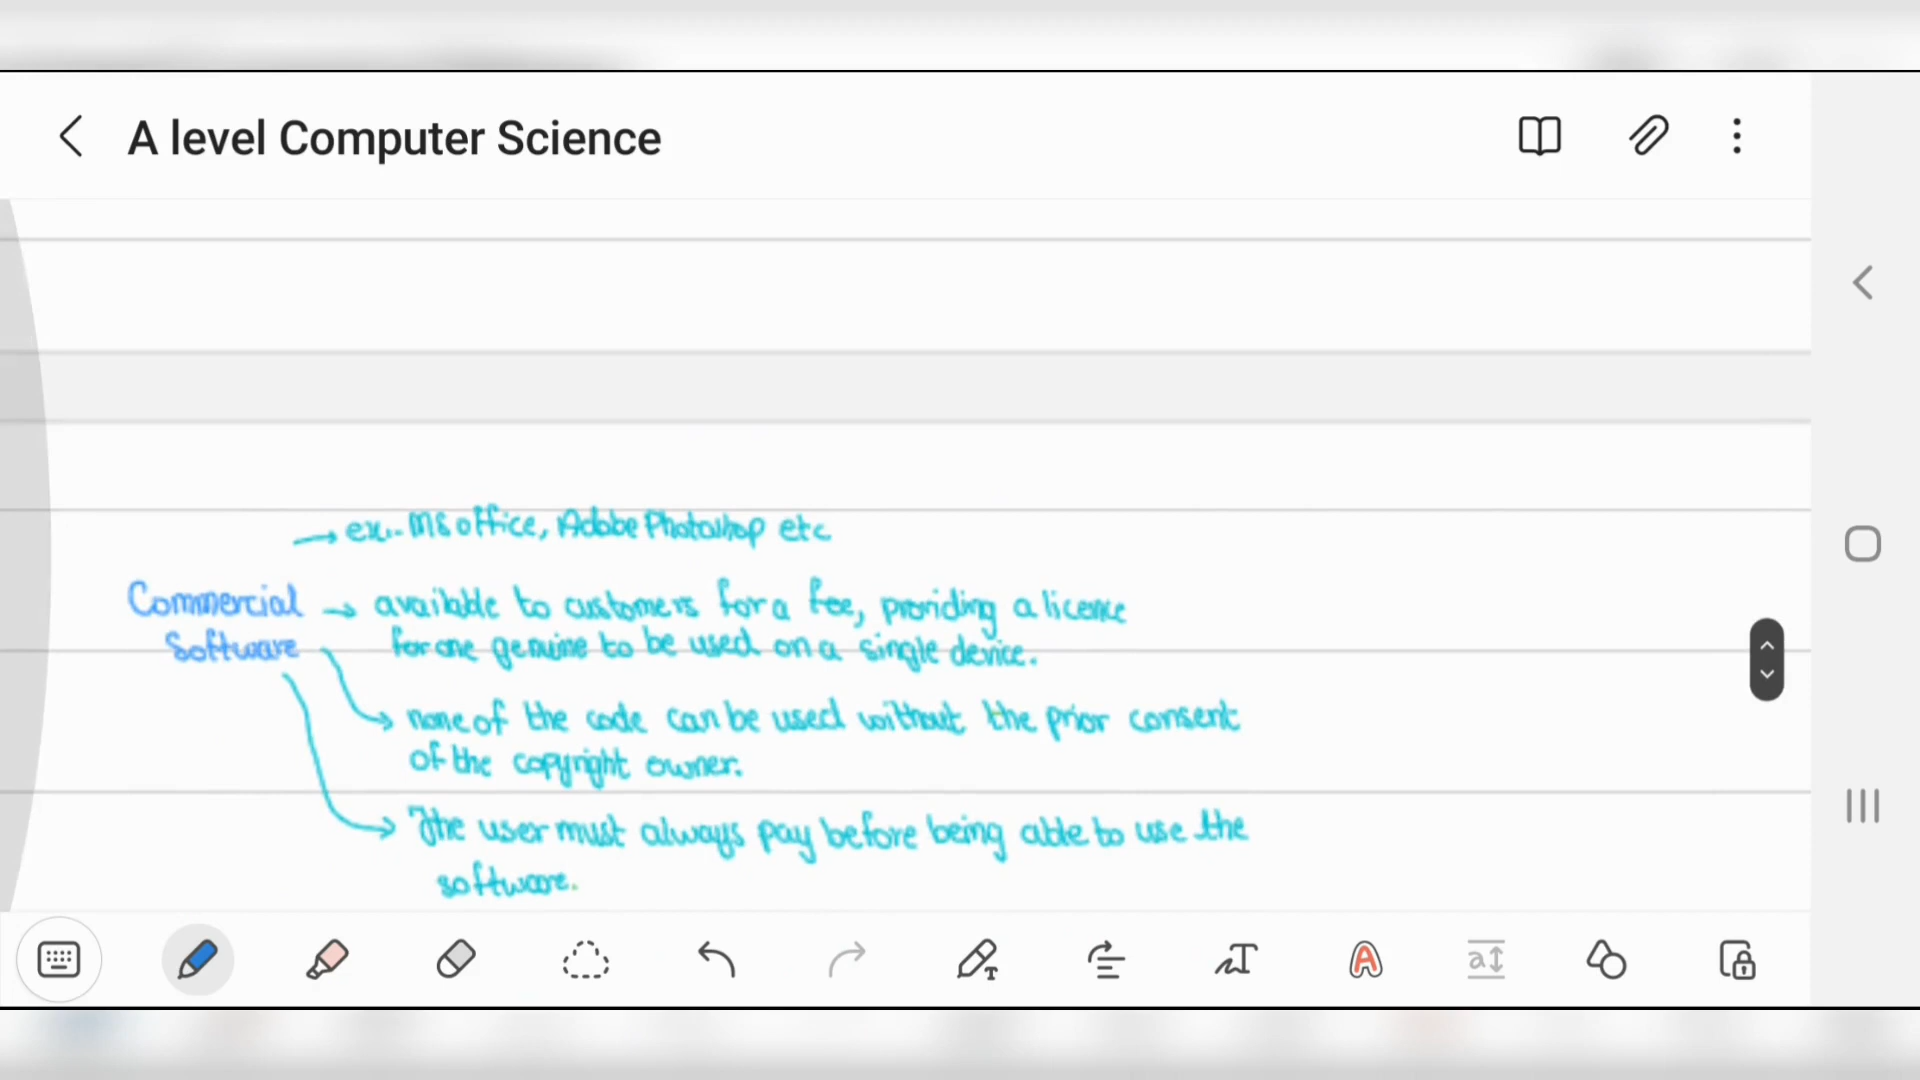 A level Computer Science
→ ex:- MS office, Adobe Photoshop etc
Commercial → available to customers for a fee, providing a licence
Software for one genuine to be used on a single device.
→ none of the code can be used without the prior consent
of the copyright owner.
→ The user must always pay before being able to use the
software.